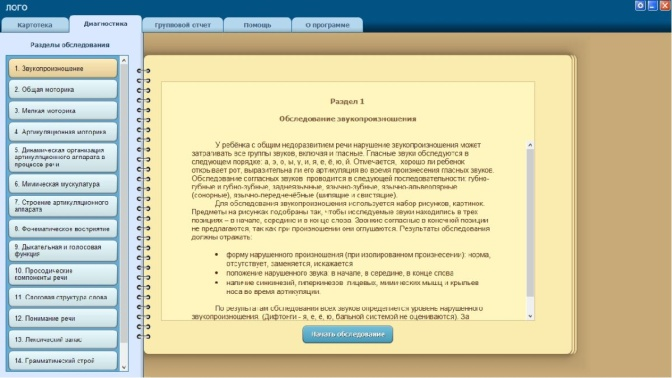 ЛОГО
Картотека
Диагностика
Групповой отчет
Помощь
О программе
Разделы обследования
1. Звукопроизношение
2. Общая моторика
3. Мелкая моторика
4. Артикуляционная моторика
5. Динамическая организация
артикуляционного аппарата в
процессе речи
6. Мимическая мускулатура
7. Строение артикуляционного
аппарата
8. Фонематическое восприятие
9. Дыхательная и голосовая
функция
10. Просодические
компоненты речи
11. Слоговая структура слова
12. Понимание речи
13. Лексический запас
14. Грамматический строй
Раздел 1
Обследование звукопроизношения
У ребёнка с общим недоразвитием речи нарушение звукопроизношения может
затрагивать все группы звуков, включая и гласные. Гласные звуки обследуются в
следующем порядке: а, э, о, ы, у, и, я, е, ё, ю, й. Отмечается, хорошо ли ребенок
открывает рот, выразительна ли его артикуляция во время произнесения гласных звуков.
Обследование согласных звуков проводится в следующей последовательности: губно-
губные и губно-зубные, заднеязычные, язычно-зубные, язычно-альвеолярные
(сонорные), язычно-передненёбные (шипящие и свистящие).
Для обследования звукопроизношения используется набор рисунков, картинок.
Предметы на рисунках подобраны так, чтобы исследуемые звуки находились в трех
позициях – в начале, середине и в конце слова. Звонкие согласные в конечной позиции
не предлагаются, так как при произношении они оглушаются. Результаты обследования
должны отражать:
• форму нарушенного произношения (при изолированном произнесении): норма,
отсутствует, заменяется, искажается
• положение нарушенного звука: в начале, в середине, в конце слова
• наличие синкинезий, гиперкинезов лицевых, мимических мышц и крыльев
носа во время артикуляции.
По результатам обследования всех звуков определяется уровень нарушенного
звукопроизношения. (Дифтонги - я, е, ё, ю, бальной системой не оцениваются). За
Начать обследование